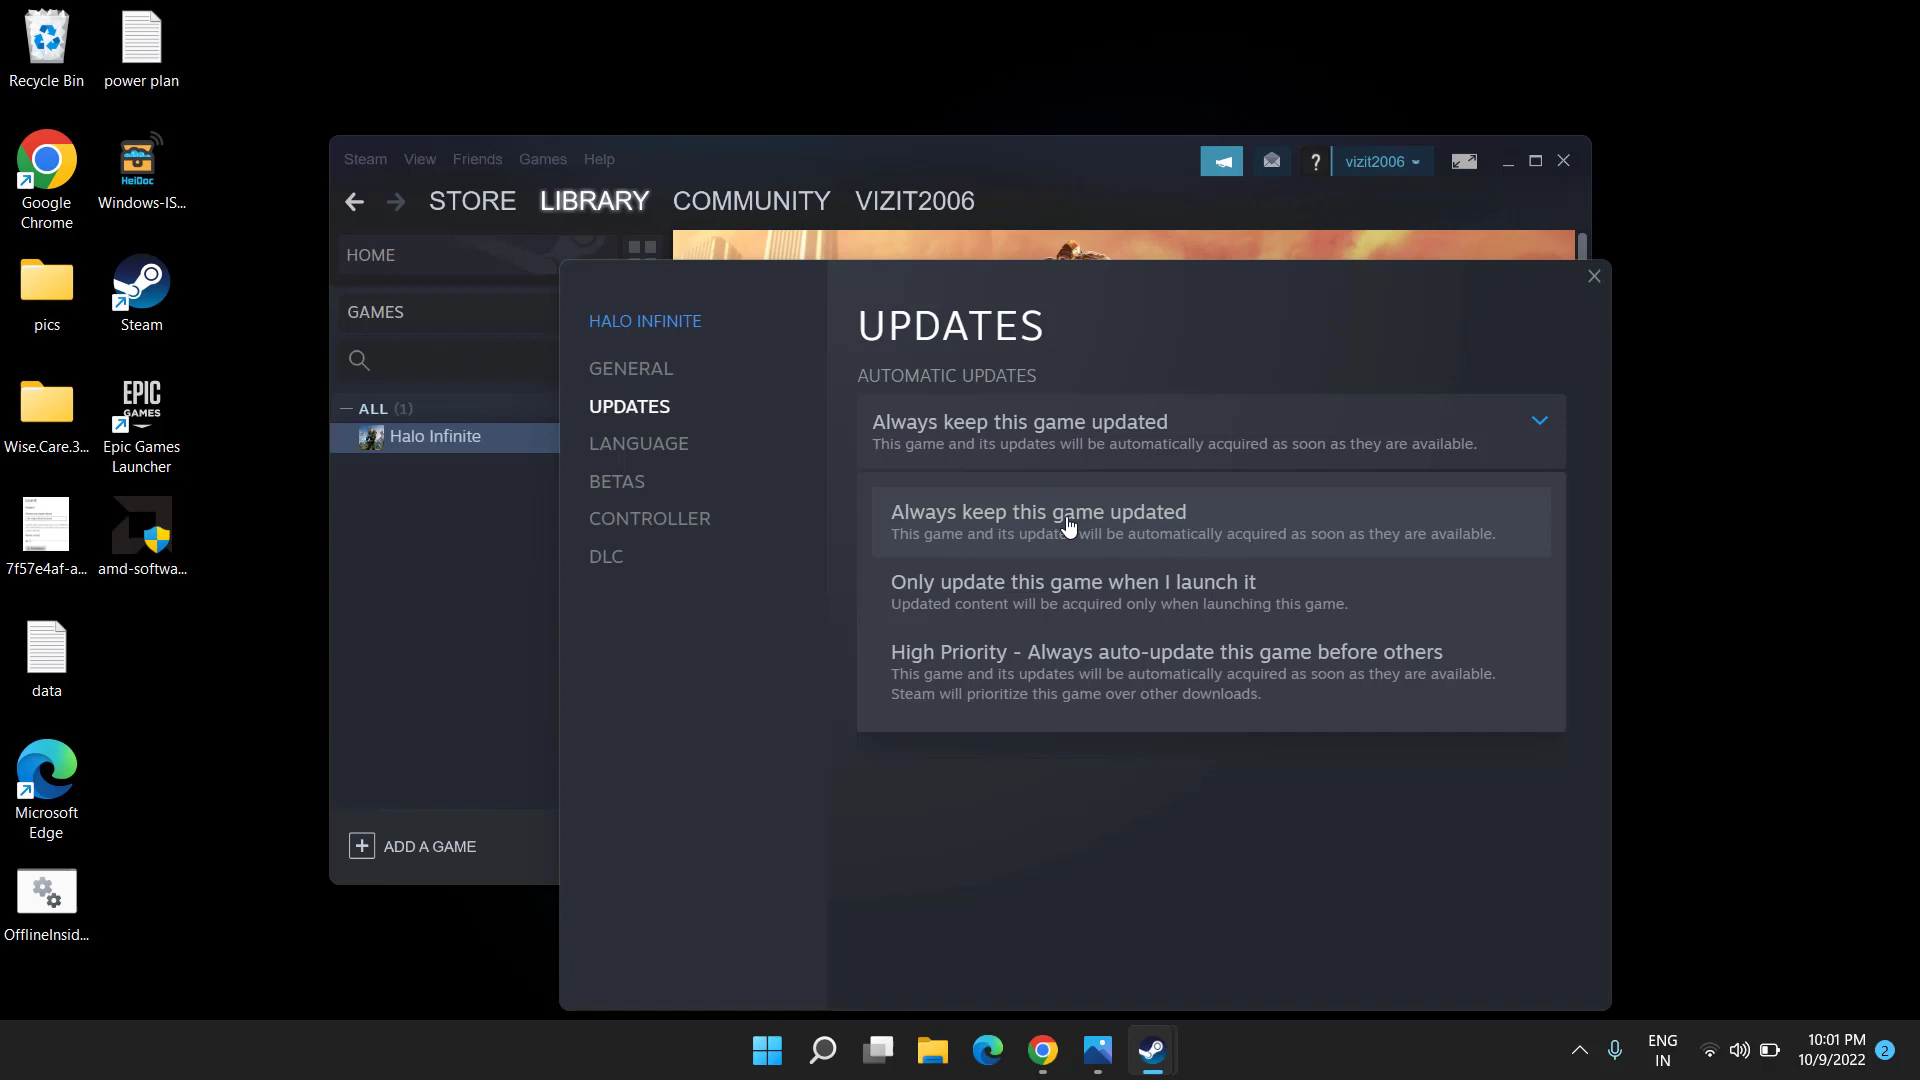 Recycle Bin
power plan
Google
Chrome
HeiDoc
Windows-IS...
pics
Steam
Wise.Care.3...
EPIC
GAMES
Epic Games
Launcher
7f57e4af-a...
amd-softwa...
data
Microsoft
Edge
OfflineInsid...
Steam View Friends Games Help
? vizit2006
STORE LIBRARY COMMUNITY VIZIT2006
HOME
GAMES
— ALL (1)
Halo Infinite
+ ADD A GAME
HALO INFINITE
GENERAL
UPDATES
LANGUAGE
BETAS
CONTROLLER
DLC
UPDATES
AUTOMATIC UPDATES
Always keep this game updated
This game and its updates will be automatically acquired as soon as they are available.
Always keep this game updated
This game and its updates will be automatically acquired as soon as they are available.
Only update this game when I launch it
Updated content will be acquired only when launching this game.
High Priority - Always auto-update this game before others
This game and its updates will be automatically acquired as soon as they are available.
Steam will prioritize this game over other downloads.
ENG
IN
10:01 PM
10/9/2022
2